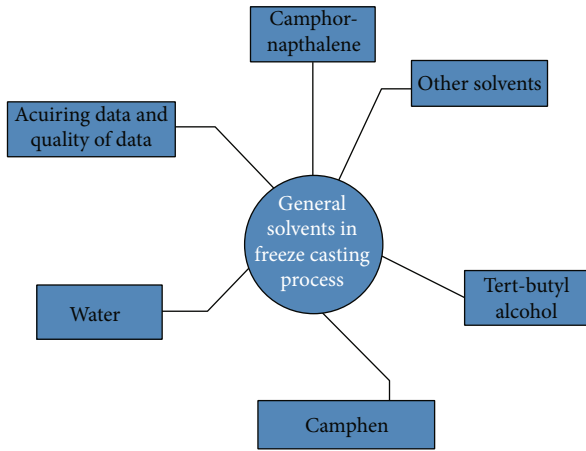 Camphor-
napthalene
Other solvents
Acuiring data and
quality of data
General
solvents in
freeze casting
process
Water
Tert-butyl
alcohol
Camphen